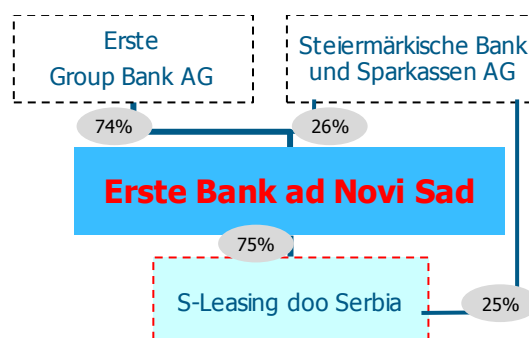 Erste
Group Bank AG
Steiermärkische Bank
und Sparkassen AG
74%
26%
Erste Bank ad Novi Sad
75%
S-Leasing doo Serbia
25%